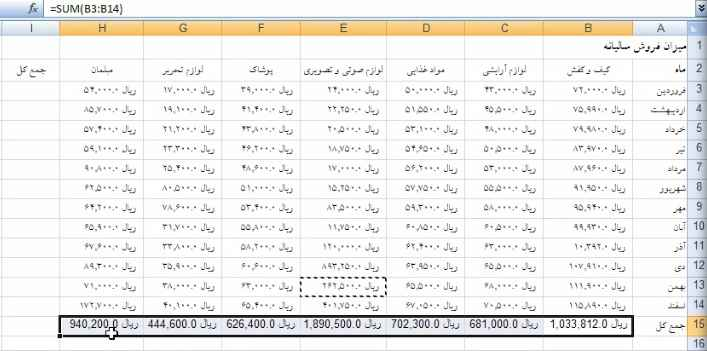 =SUM(B3:B14)
A B C D E F G H I
1 میزان فروش سالیانه
2 ماه کیف و کفش لوازم آرایشی مواد غذایی لوازم صوتی و تصویری پوشاک لوازم تحریر مبلمان جمع کل
3 فروردین ریال ۷۲,۰۰۰.۰ ریال ۴۳,۰۰۰.۰ ریال ۵۰,۰۰۰.۰ ریال ۲۴,۰۰۰.۰ ریال ۳۹,۰۰۰.۰ ریال ۱۷,۰۰۰.۰ ریال ۵۴,۰۰۰.۰
4 اردیبهشت ریال ۷۵,۹۹۰.۰ ریال ۴۵,۵۰۰.۰ ریال ۵۱,۵۵۰.۰ ریال ۲۲,۲۵۰.۰ ریال ۴۱,۴۰۰.۰ ریال ۱۹,۱۰۰.۰ ریال ۸۵,۷۰۰.۰
5 خرداد ریال ۷۹,۹۸۰.۰ ریال ۴۸,۰۰۰.۰ ریال ۵۳,۱۰۰.۰ ریال ۲۰,۵۰۰.۰ ریال ۴۳,۸۰۰.۰ ریال ۲۱,۲۰۰.۰ ریال ۵۷,۴۰۰.۰
6 تیر ریال ۸۳,۹۷۰.۰ ریال ۵۰,۵۰۰.۰ ریال ۵۴,۶۵۰.۰ ریال ۱۸,۷۵۰.۰ ریال ۴۶,۲۰۰.۰ ریال ۲۳,۳۰۰.۰ ریال ۵۹,۱۰۰.۰
7 مرداد ریال ۸۷,۹۶۰.۰ ریال ۵۳,۰۰۰.۰ ریال ۵۶,۲۰۰.۰ ریال ۱۷,۰۰۰.۰ ریال ۴۸,۶۰۰.۰ ریال ۲۵,۴۰۰.۰ ریال ۹۰,۸۰۰.۰
8 شهریور ریال ۹۱,۹۵۰.۰ ریال ۵۵,۵۰۰.۰ ریال ۵۷,۷۵۰.۰ ریال ۱۵,۲۵۰.۰ ریال ۵۱,۰۰۰.۰ ریال ۸۰,۵۰۰.۰ ریال ۶۲,۵۰۰.۰
9 مهر ریال ۹۵,۹۴۰.۰ ریال ۵۸,۰۰۰.۰ ریال ۵۹,۳۰۰.۰ ریال ۸۳,۵۰۰.۰ ریال ۵۳,۴۰۰.۰ ریال ۷۸,۶۰۰.۰ ریال ۶۴,۲۰۰.۰
10 آبان ریال ۹۹,۹۳۰.۰ ریال ۶۰,۵۰۰.۰ ریال ۶۰,۸۵۰.۰ ریال ۱۱,۷۵۰.۰ ریال ۵۵,۸۰۰.۰ ریال ۳۱,۷۰۰.۰ ریال ۶۵,۹۰۰.۰
11 آذر ریال ۱۰,۳۹۲.۰ ریال ۶۳,۰۰۰.۰ ریال ۶۲,۴۰۰.۰ ریال ۱۲۰,۰۰۰.۰ ریال ۵۸,۲۰۰.۰ ریال ۳۳,۸۰۰.۰ ریال ۶۷,۶۰۰.۰
12 دی ریال ۱۰۷,۹۱۰.۰ ریال ۶۵,۵۰۰.۰ ریال ۶۳,۹۵۰.۰ ریال ۸۹۳,۲۵۰.۰ ریال ۶۰,۶۰۰.۰ ریال ۳۵,۹۰۰.۰ ریال ۸۹,۳۰۰.۰
13 بهمن ریال ۱۱۱,۹۰۰.۰ ریال ۶۸,۰۰۰.۰ ریال ۶۵,۵۰۰.۰ ریال ۲۶۲,۵۰۰.۰ ریال ۶۳,۰۰۰.۰ ریال ۳۸,۰۰۰.۰ ریال ۷۱,۰۰۰.۰
14 اسفند ریال ۱۱۵,۸۹۰.۰ ریال ۷۰,۵۰۰.۰ ریال ۶۷,۰۵۰.۰ ریال ۴۰۱,۷۵۰.۰ ریال ۶۵,۴۰۰.۰ ریال ۴۰,۱۰۰.۰ ریال ۱۷۲,۷۰۰.۰
15 جمع کل ریال 1,033,812.0 ریال 681,000.0 ریال 702,300.0 ریال 1,890,500.0 ریال 626,400.0 ریال 444,600.0 ریال 940,200.0
16